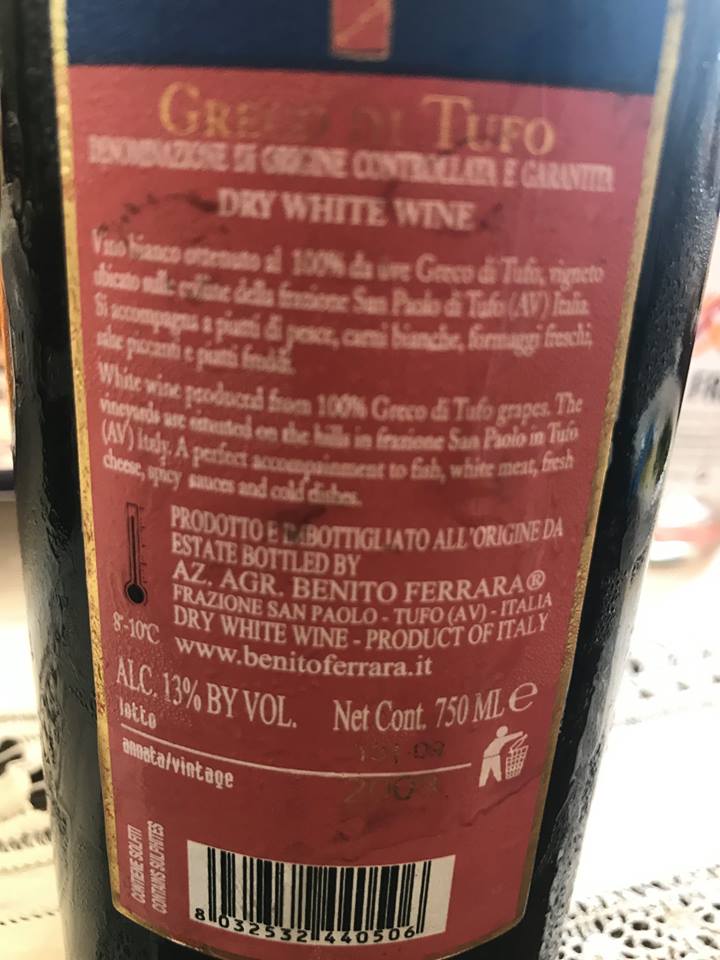 GRECO DI TUFO
DENOMINAZIONE DI ORIGINE CONTROLLATA E GARANTITA
DRY WHITE WINE
Vino bianco ottenuto al 100% da uve Greco di Tufo, vigneto
ubicato sulle colline della frazione San Paolo di Tufo (AV) Italia.
Si accompagna a piatti di pesce, carni bianche, formaggi freschi,
salse piccanti e piatti freddi.
White wine produced from 100% Greco di Tufo grapes. The
vineyards are situated on the hills in frazione San Paolo in Tufo
(AV) Italy. A perfect accompainment to fish, white meat, fresh
cheese, spicy sauces and cold dishes.
PRODOTTO E IMBOTTIGLIATO ALL'ORIGINE DA
ESTATE BOTTLED BY
AZ. AGR. BENITO FERRARA®
FRAZIONE SAN PAOLO - TUFO (AV) - ITALIA
DRY WHITE WINE - PRODUCT OF ITALY
8°-10°C
www.benitoferrara.it
ALC. 13% BY VOL. Net Cont. 750 ML e
lotto
annata/vintage
CONTIENE SOLFITI
CONTAINS SULPHITES
8 032532 440506